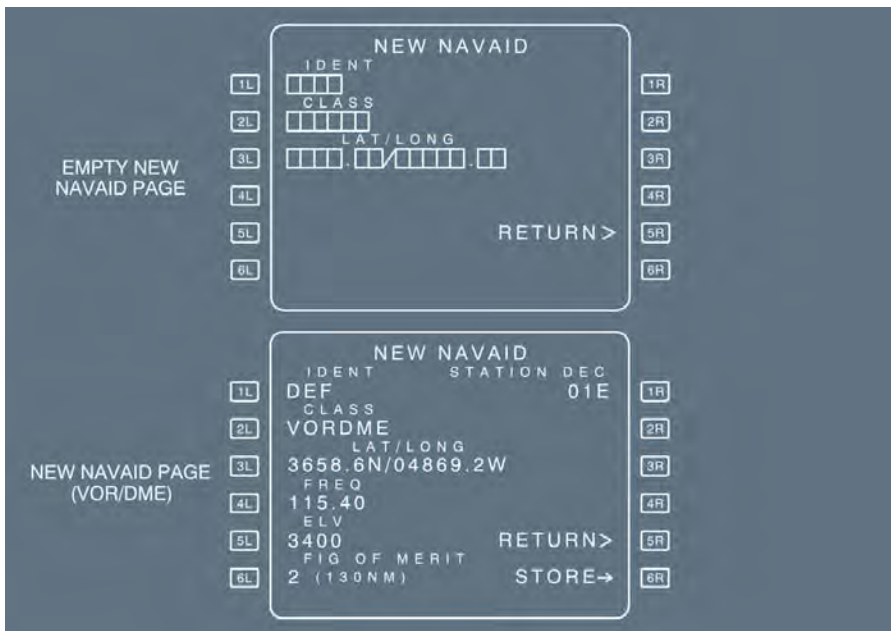 NEW NAVAID
IDENT
1L 1R
CLASS
2L 2R
LAT/LONG
3L . / . 3R
EMPTY NEW
NAVAID PAGE
4L 4R
5L RETURN> 5R
6L 6R
NEW NAVAID
IDENT STATION DEC
1L DEF 01E 1R
CLASS
2L VORDME 2R
LAT/LONG
NEW NAVAID PAGE
(VOR/DME)
3L 3658.6N/04869.2W 3R
FREQ
4L 115.40 4R
ELV
5L 3400 RETURN> 5R
FIG OF MERIT
6L 2 (130NM) STORE→ 6R